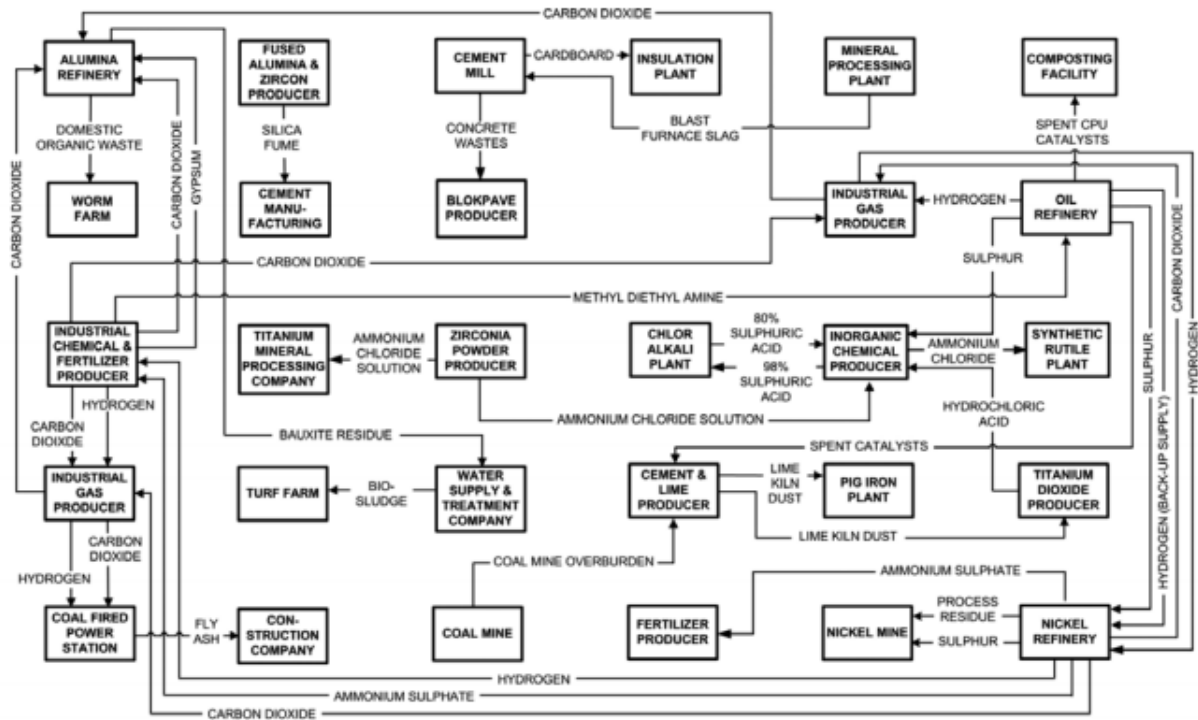 CARBON DIOXIDE
ALUMINA
REFINERY
FUSED
ALUMINA &
ZIRCON
PRODUCER
CEMENT
MILL
CARDBOARD
INSULATION
PLANT
MINERAL
PROCESSING
PLANT
COMPOSTING
FACILITY
DOMESTIC
ORGANIC WASTE
SILICA
FUME
CONCRETE
WASTES
BLAST
FURNACE SLAG
SPENT CPU
CATALYSTS
CARBON DIOXIDE
CARBON DIOXIDE
GYPSUM
WORM
FARM
CEMENT
MANU-
FACTURING
BLOKPAVE
PRODUCER
INDUSTRIAL
GAS
PRODUCER
HYDROGEN
OIL
REFINERY
CARBON DIOXIDE
SULPHUR
METHYL DIETHYL AMINE
CARBON DIOXIDE
HYDROGEN
SULPHUR
HYDROGEN (BACK-UP SUPPLY)
INDUSTRIAL
CHEMICAL &
FERTILIZER
PRODUCER
TITANIUM
MINERAL
PROCESSING
COMPANY
AMMONIUM
CHLORIDE
SOLUTION
ZIRCONIA
POWDER
PRODUCER
CHLOR
ALKALI
PLANT
80%
SULPHURIC
ACID
98%
SULPHURIC
ACID
INORGANIC
CHEMICAL
PRODUCER
AMMONIUM
CHLORIDE
SYNTHETIC
RUTILE
PLANT
HYDROGEN
CARBON
DIOIXDE
AMMONIUM CHLORIDE SOLUTION
HYDROCHLORIC
ACID
BAUXITE RESIDUE
SPENT CATALYSTS
INDUSTRIAL
GAS
PRODUCER
TURF FARM
BIO-
SLUDGE
WATER
SUPPLY &
TREATMENT
COMPANY
CEMENT &
LIME
PRODUCER
LIME
KILN
DUST
PIG IRON
PLANT
TITANIUM
DIOXIDE
PRODUCER
LIME KILN DUST
CARBON
DIOXIDE
HYDROGEN
COAL MINE OVERBURDEN
AMMONIUM SULPHATE
COAL FIRED
POWER
STATION
FLY
ASH
CON-
STRUCTION
COMPANY
COAL MINE
FERTILIZER
PRODUCER
NICKEL MINE
PROCESS
RESIDUE
SULPHUR
NICKEL
REFINERY
HYDROGEN
AMMONIUM SULPHATE
CARBON DIOXIDE